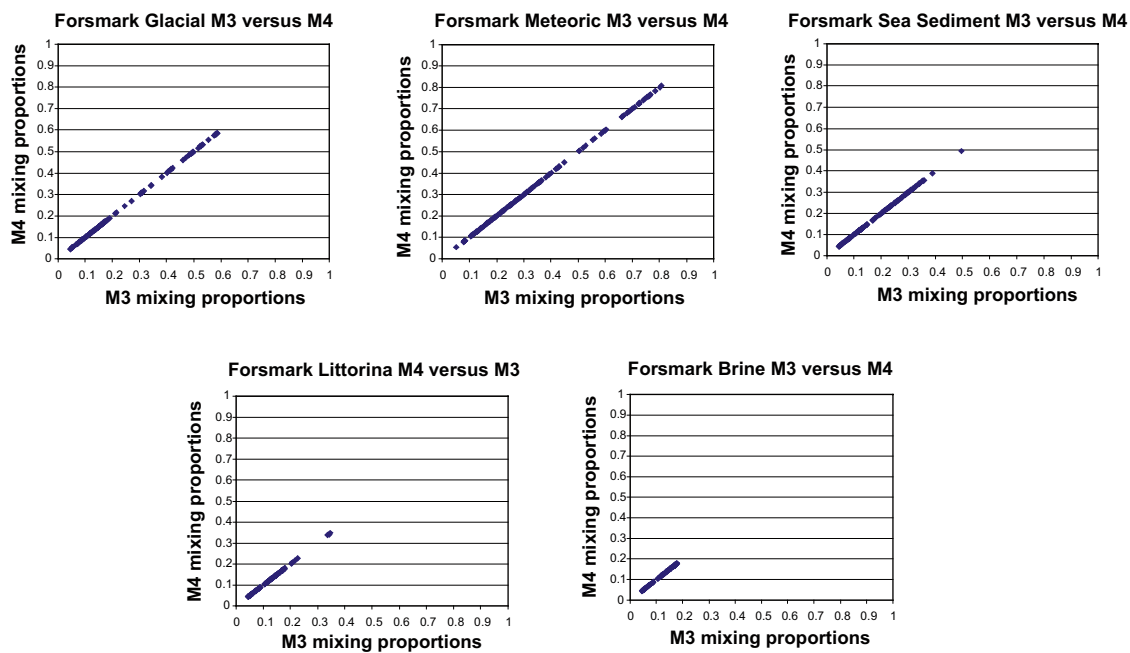 Forsmark Glacial M3 versus M4
M4 mixing proportions
1
0.9
0.8
0.7
0.6
0.5
0.4
0.3
0.2
0.1
0
0 0.1 0.2 0.3 0.4 0.5 0.6 0.7 0.8 0.9 1
M3 mixing proportions
Forsmark Meteoric M3 versus M4
M4 mixing proportions
1
0.9
0.8
0.7
0.6
0.5
0.4
0.3
0.2
0.1
0
0 0.1 0.2 0.3 0.4 0.5 0.6 0.7 0.8 0.9 1
M3 mixing proportions
Forsmark Sea Sediment M3 versus M4
M4 mixing proportions
1
0.9
0.8
0.7
0.6
0.5
0.4
0.3
0.2
0.1
0
0 0.1 0.2 0.3 0.4 0.5 0.6 0.7 0.8 0.9 1
M3 mixing proportions
Forsmark Littorina M4 versus M3
M4 mixing proportions
1
0.9
0.8
0.7
0.6
0.5
0.4
0.3
0.2
0.1
0
0 0.1 0.2 0.3 0.4 0.5 0.6 0.7 0.8 0.9 1
M3 mixing proportions
Forsmark Brine M3 versus M4
M4 mixing proportions
1
0.9
0.8
0.7
0.6
0.5
0.4
0.3
0.2
0.1
0
0 0.1 0.2 0.3 0.4 0.5 0.6 0.7 0.8 0.9 1
M3 mixing proportions